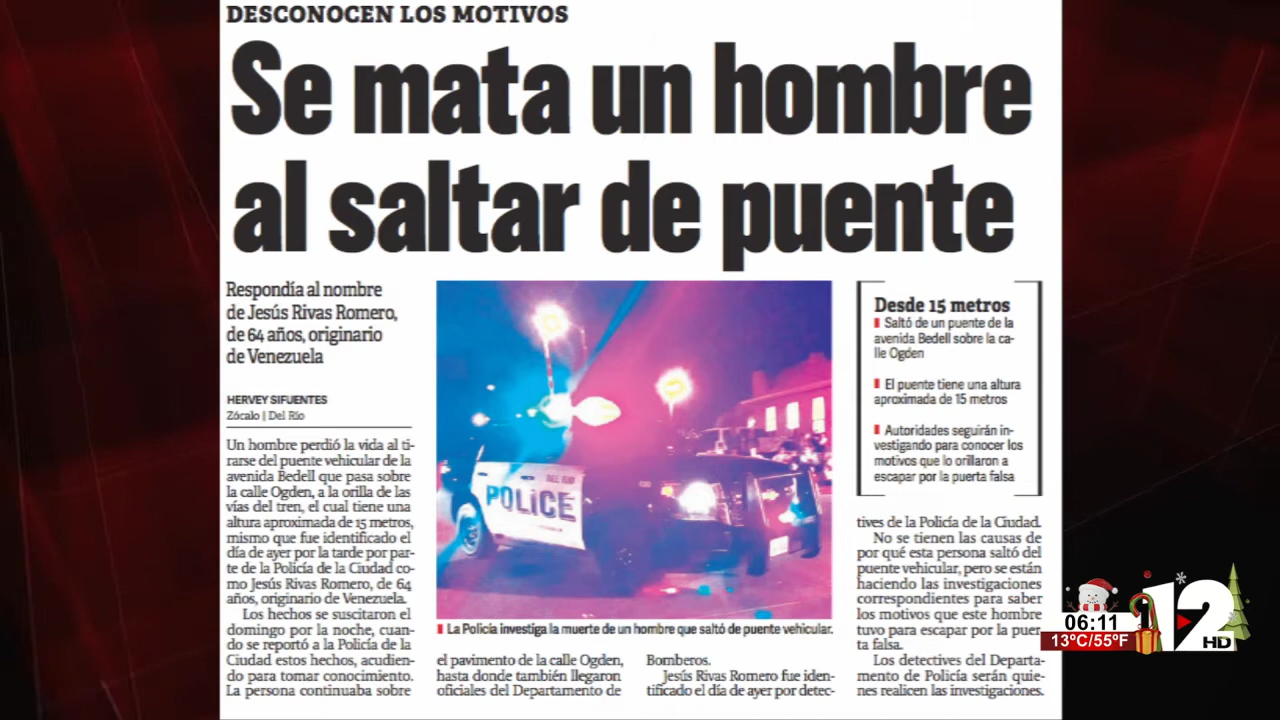 DESCONOCEN LOS MOTIVOS
Se mata un hombre
al saltar de puente
Respondía al nombre
de Jesús Rivas Romero,
de 64 años, originario
de Venezuela
HERVEY SIFUENTES
Zócalo | Del Río
Un hombre perdió la vida al ti-
rarse del puente vehicular de la
avenida Bedell que pasa sobre
la calle Ogden, a la orilla de las
vías del tren, el cual tiene una
altura aproximada de 15 metros,
mismo que fue identificado el
día de ayer por la tarde por par-
te de la Policía de la Ciudad co-
mo Jesús Rivas Romero, de 64
años, originario de Venezuela.
Los hechos se suscitaron el
domingo por la noche, cuan-
do se reportó a la Policía de la
Ciudad estos hechos, acudien-
do para tomar conocimiento.
La persona continuaba sobre
DEL RIO
POLICE
La Policía investiga la muerte de un hombre que saltó de puente vehicular.
el pavimento de la calle Ogden,
hasta donde también llegaron
oficiales del Departamento de
Bomberos.
Jesús Rivas Romero fue iden-
tificado el día de ayer por detec-
Desde 15 metros
Saltó de un puente de la
avenida Bedell sobre la ca-
lle Ogden
El puente tiene una altura
aproximada de 15 metros
Autoridades seguirán in-
vestigando para conocer los
motivos que lo orillaron a
escapar por la puerta falsa
tives de la Policía de la Ciudad.
No se tienen las causas de
por qué esta persona saltó del
puente vehicular, pero se están
haciendo las investigaciones
correspondientes para saber
los motivos que este hombre
tuvo para escapar por la puer
ta falsa.
Los detectives del Departa-
mento de Policía serán quie-
nes realicen las investigaciones.
06:11
13°C/55°F
12
HD